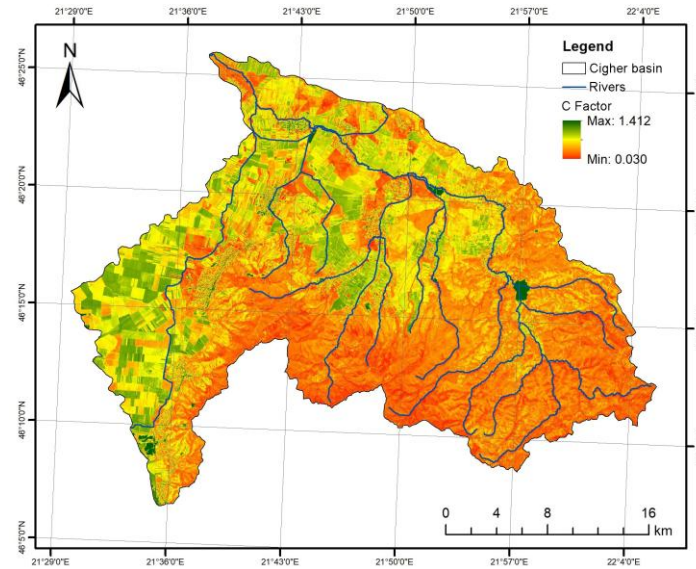 21°29'0"E 21°36'0"E 21°43'0"E 21°50'0"E 21°57'0"E 22°4'0"E
N
Legend
Cigher basin
Rivers
C Factor
Max: 1.412
Min: 0.030
46°25'0"N
46°20'0"N
46°15'0"N
46°10'0"N
46°5'0"N
0 4 8 16
km
21°29'0"E 21°36'0"E 21°43'0"E 21°50'0"E 21°57'0"E 22°4'0"E